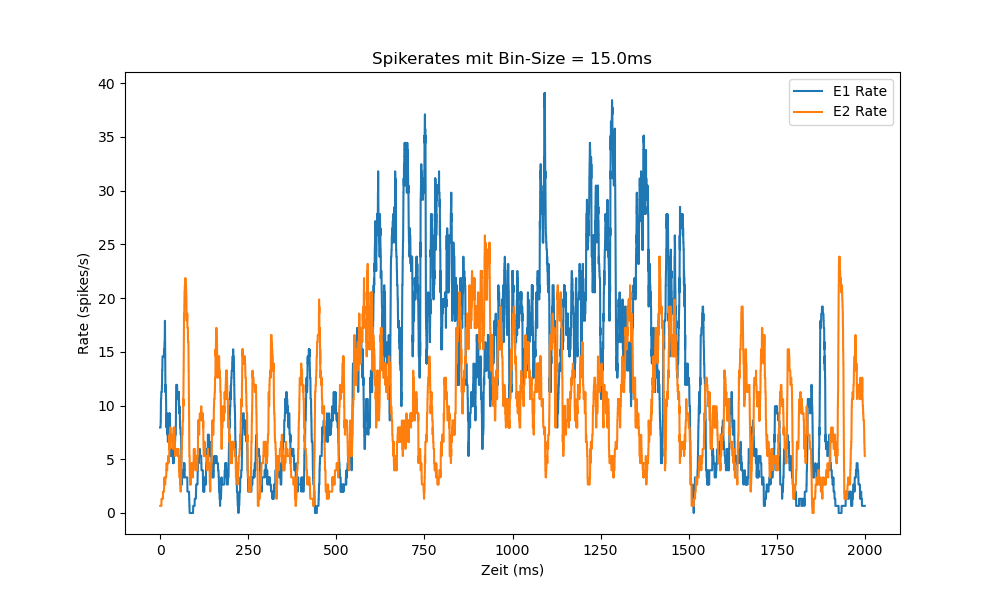 Spikerates mit Bin-Size = 15.0ms
E1 Rate
E2 Rate
40
35
30
25
20
15
10
5
0
Rate (spikes/s)
0 250 500 750 1000 1250 1500 1750 2000
Zeit (ms)